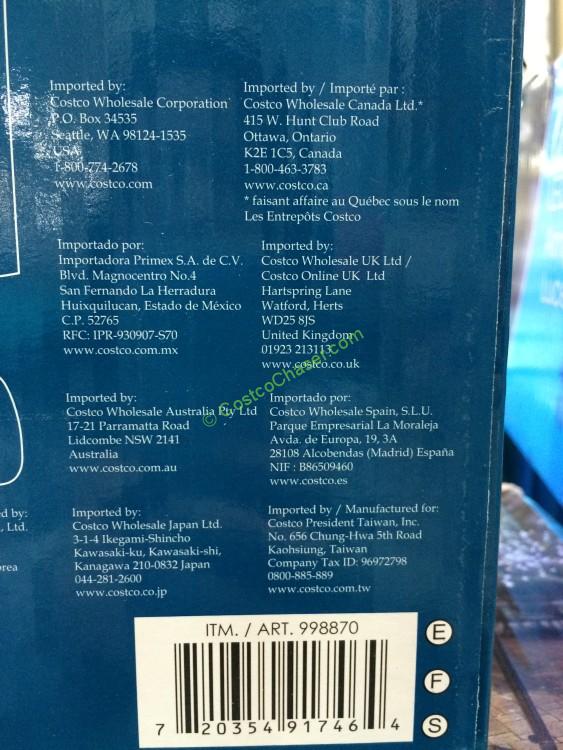 Imported by:
Costco Wholesale Corporation
P.O. Box 34535
Seattle, WA 98124-1535
USA
1-800-774-2678
www.costco.com
Imported by / Importé par :
Costco Wholesale Canada Ltd.*
415 W. Hunt Club Road
Ottawa, Ontario
K2E 1C5, Canada
1-800-463-3783
www.costco.ca
* faisant affaire au Québec sous le nom
Les Entrepôts Costco
Importado por:
Importadora Primex S.A. de C.V.
Blvd. Magnocentro No.4
San Fernando La Herradura
Huixquilucan, Estado de México
C.P. 52765
RFC: IPR-930907-S70
www.costco.com.mx
Imported by:
Costco Wholesale UK Ltd /
Costco Online UK Ltd
Hartspring Lane
Watford, Herts
WD25 8JS
United Kingdom
01923 213113
www.costco.co.uk
© CostcoChaser.com
Imported by:
Costco Wholesale Australia Pty Ltd
17-21 Parramatta Road
Lidcombe NSW 2141
Australia
www.costco.com.au
Importado por:
Costco Wholesale Spain, S.L.U.
Parque Empresarial La Moraleja
Avda. de Europa, 19, 3A
28108 Alcobendas (Madrid) España
NIF : B86509460
www.costco.es
ed by:
, Ltd.
orea
Imported by:
Costco Wholesale Japan Ltd.
3-1-4 Ikegami-Shincho
Kawasaki-ku, Kawasaki-shi,
Kanagawa 210-0832 Japan
044-281-2600
www.costco.co.jp
Imported by / Manufactured for:
Costco President Taiwan, Inc.
No. 656 Chung-Hwa 5th Road
Kaohsiung, Taiwan
Company Tax ID: 96972798
0800-885-889
www.costco.com.tw
ITM. / ART. 998870
7 20354 91746 4
E
F
S